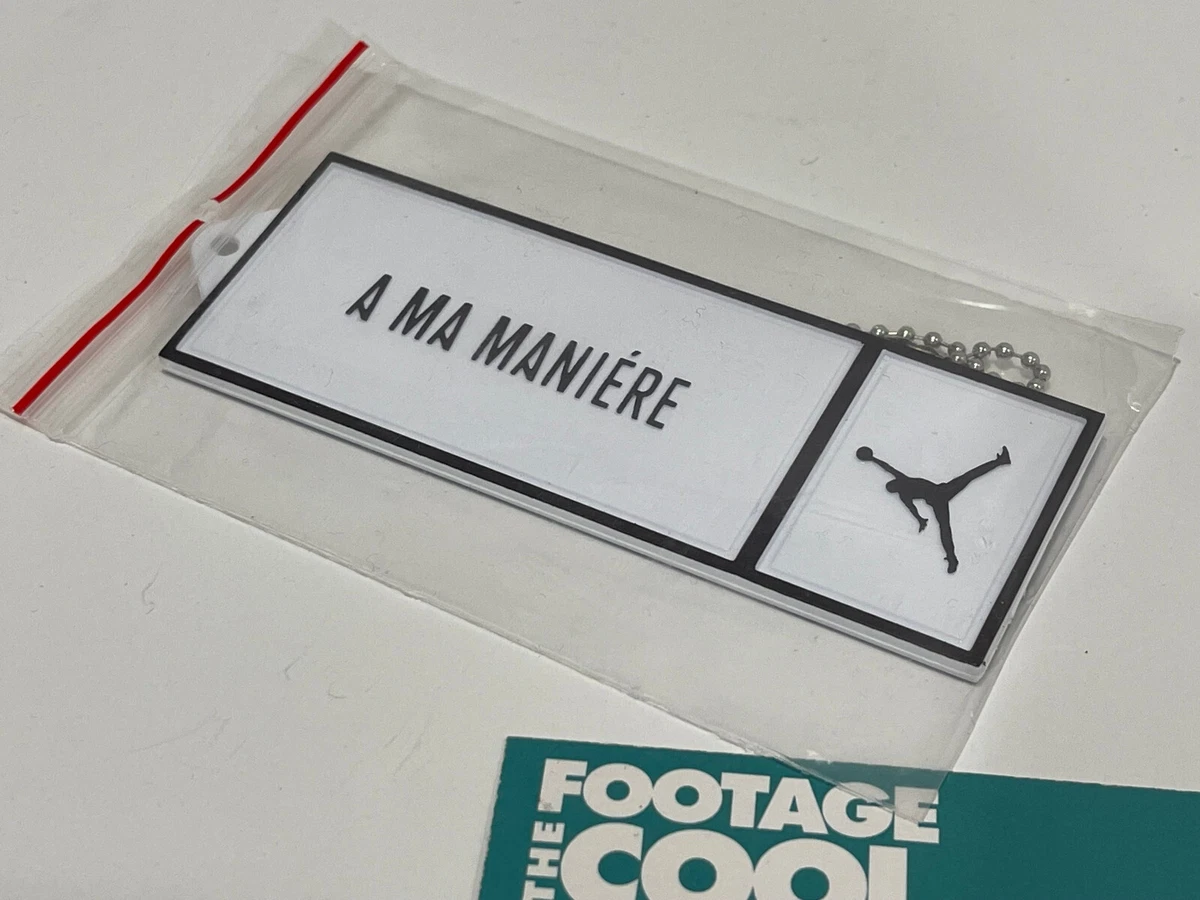 A MA MANIÉRE
FOOTAGE
THE
COOL